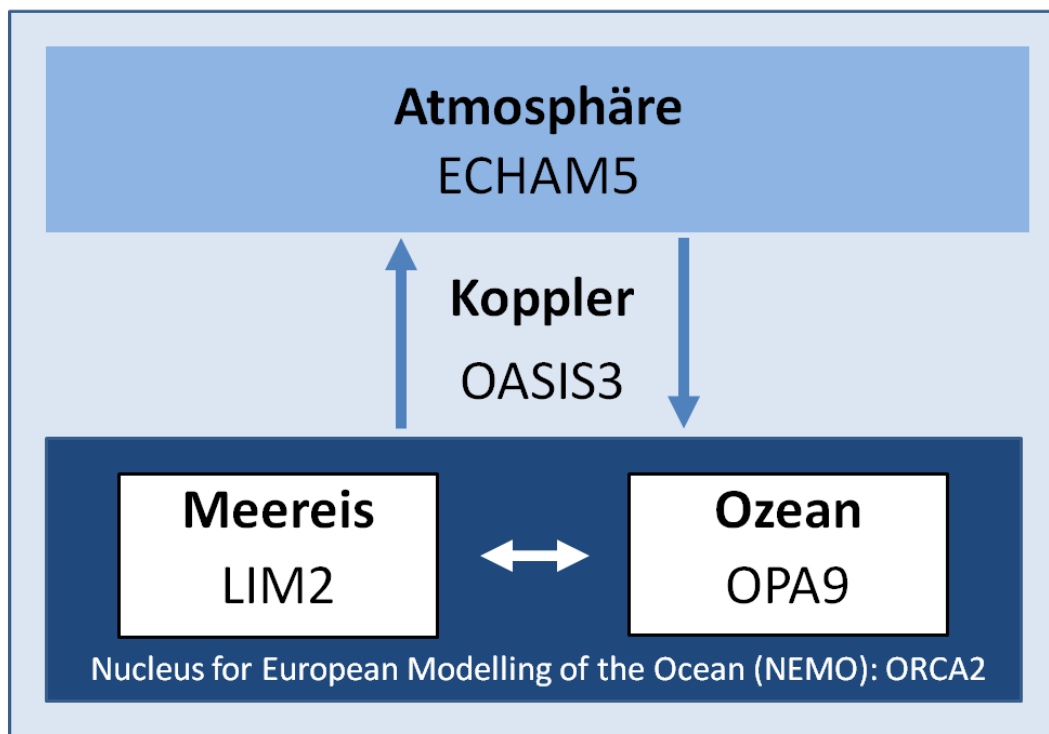 Atmosphäre
ECHAM5
Koppler
OASIS3
Meereis
LIM2
Ozean
OPA9
Nucleus for European Modelling of the Ocean (NEMO): ORCA2